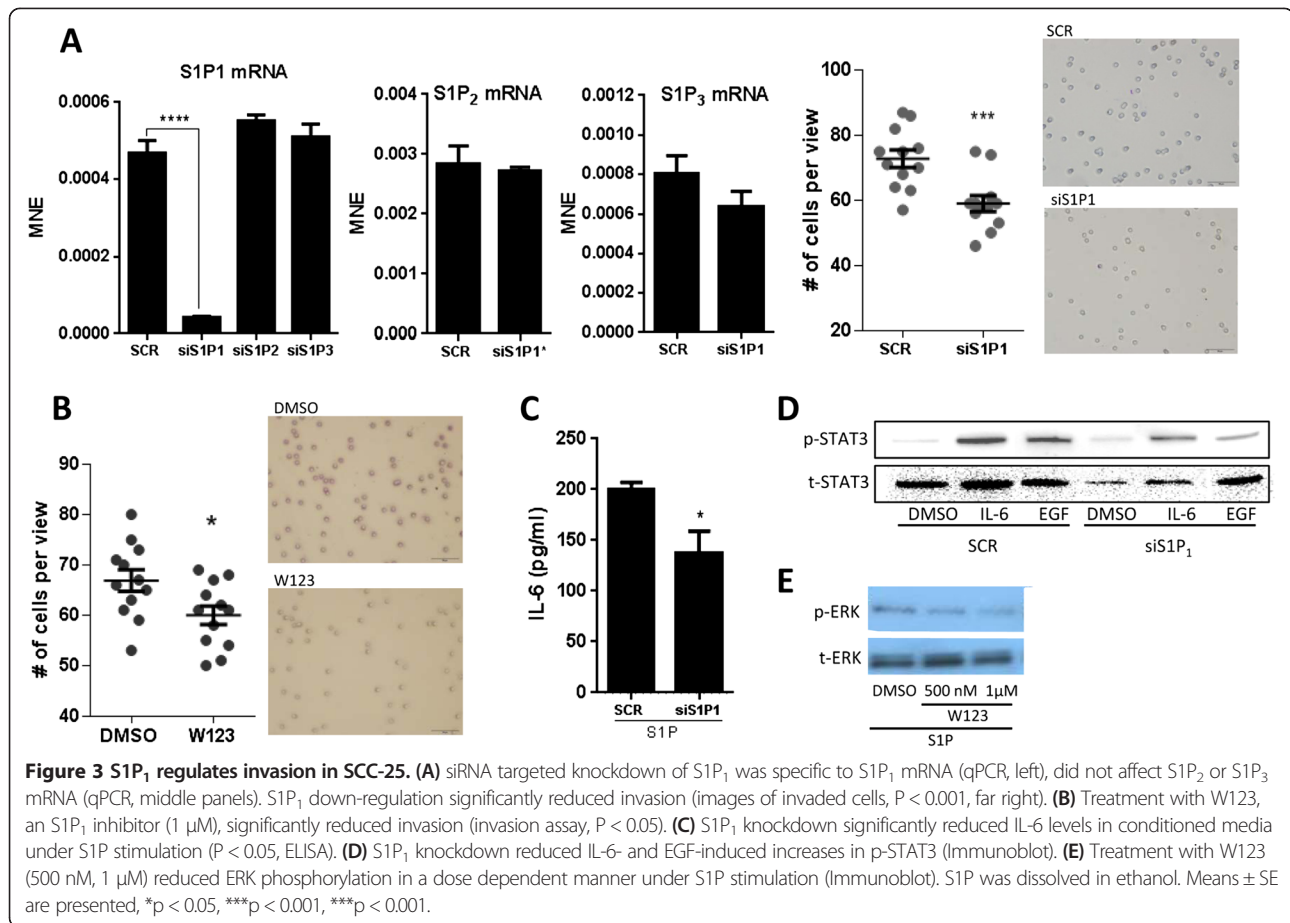 A
S1P1 mRNA
****
0.0006
0.0004
0.0002
0.0000
MNE
SCR siS1P1 siS1P2 siS1P3
S1P2 mRNA
0.004
0.003
0.002
0.001
0.000
MNE
SCR siS1P1*
S1P3 mRNA
0.0012
0.0010
0.0008
0.0006
0.0004
0.0002
0.0000
MNE
SCR siS1P1
100
80
60
40
20
# of cells per view
***
SCR siS1P1
SCR
siS1P1
B
90
80
70
60
50
40
# of cells per view
*
DMSO W123
DMSO
W123
C
250
200
150
100
50
0
IL-6 (pg/ml)
*
SCR siS1P1
S1P
D
p-STAT3
t-STAT3
DMSO IL-6 EGF DMSO IL-6 EGF
SCR siS1P1
E
p-ERK
t-ERK
DMSO 500 nM 1µM
W123
S1P
Figure 3 S1P1 regulates invasion in SCC-25. (A) siRNA targeted knockdown of S1P1 was specific to S1P1 mRNA (qPCR, left), did not affect S1P2 or S1P3
mRNA (qPCR, middle panels). S1P1 down-regulation significantly reduced invasion (images of invaded cells, P < 0.001, far right). (B) Treatment with W123,
an S1P1 inhibitor (1 µM), significantly reduced invasion (invasion assay, P < 0.05). (C) S1P1 knockdown significantly reduced IL-6 levels in conditioned media
under S1P stimulation (P < 0.05, ELISA). (D) S1P1 knockdown reduced IL-6- and EGF-induced increases in p-STAT3 (Immunoblot). (E) Treatment with W123
(500 nM, 1 µM) reduced ERK phosphorylation in a dose dependent manner under S1P stimulation (Immunoblot). S1P was dissolved in ethanol. Means ± SE
are presented, *p < 0.05, ***p < 0.001, ***p < 0.001.